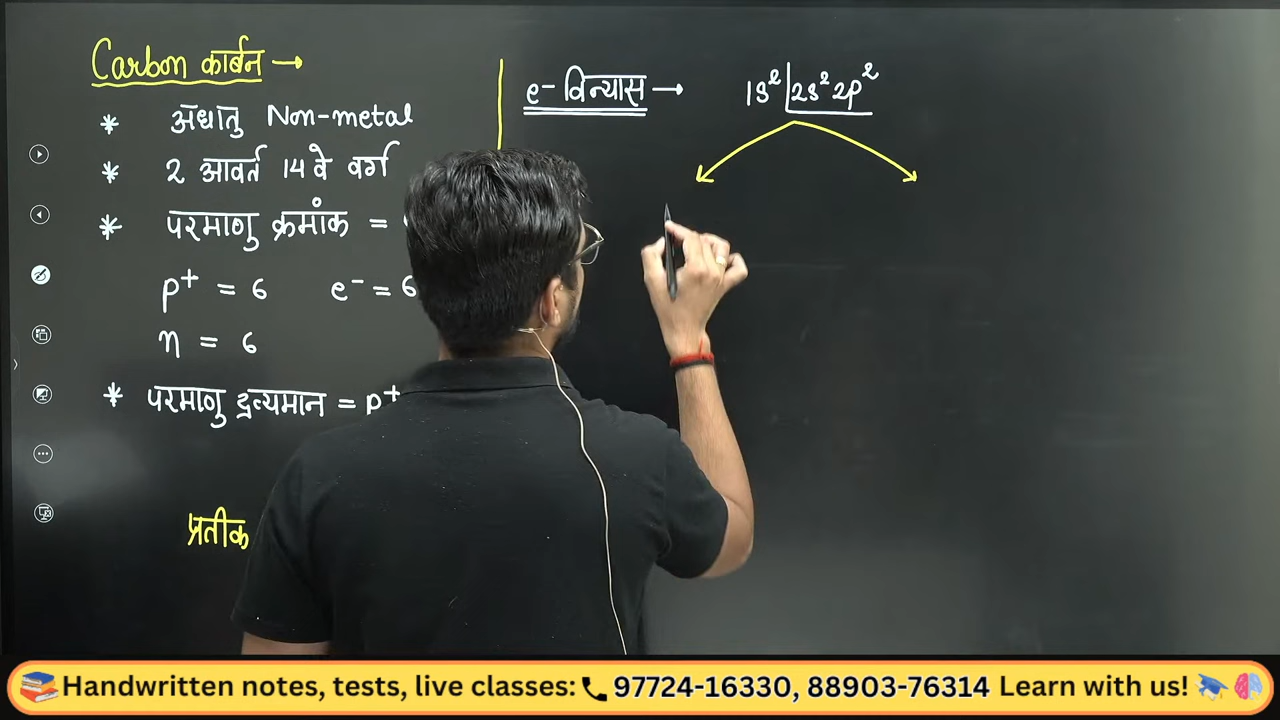 Carbon कार्बन →
* अधातु Non-metal
* 2 आवर्त 14 वे वर्ग
* परमाणु क्रमांक =
p⁺ = 6 e⁻ = 6
n = 6
* परमाणु द्रव्यमान = p⁺
प्रतीक
e- विन्यास → 1s² 2s² 2p²
Handwritten notes, tests, live classes: 97724-16330, 88903-76314 Learn with us!